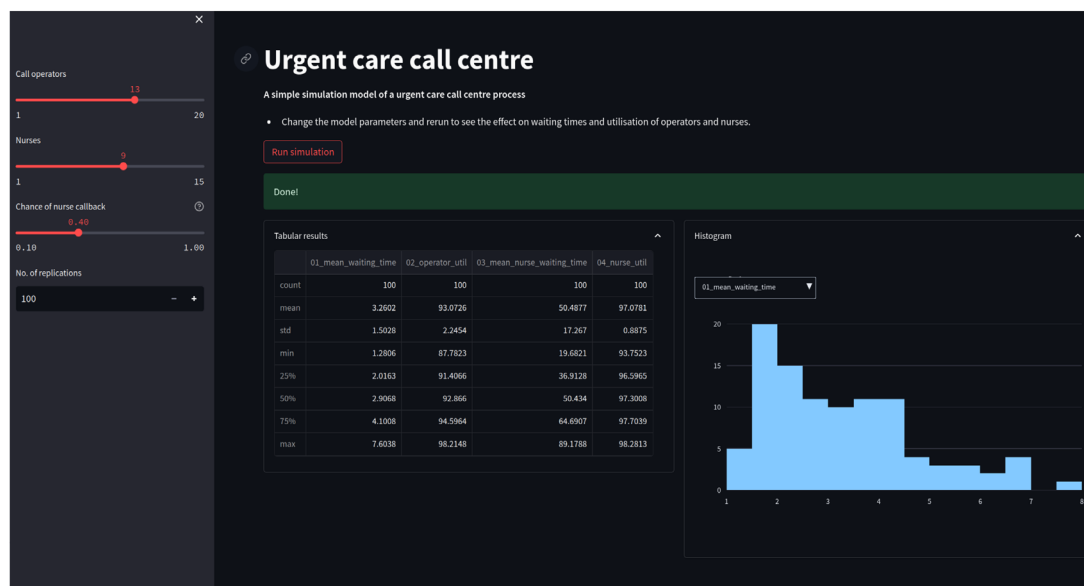 Call operators
13
1 20
Nurses
9
1 15
Chance of nurse callback
0.40
0.10 1.00
No. of replications
100
Urgent care call centre
A simple simulation model of a urgent care call centre process
Change the model parameters and rerun to see the effect on waiting times and utilisation of operators and nurses.
Run simulation
Done!
Tabular results
01_mean_waiting_time 02_operator_util 03_mean_nurse_waiting_time 04_nurse_util
count 100 100 100 100
mean 3.2602 93.0726 50.4877 97.0781
std 1.5028 2.2454 17.267 0.8875
min 1.2806 87.7823 19.6821 93.7523
25% 2.0163 91.4066 36.9128 96.5965
50% 2.9068 92.866 50.434 97.3008
75% 4.1008 94.5964 64.6907 97.7039
max 7.6038 98.2148 89.1788 98.2813
Histogram
01_mean_waiting_time
20
15
10
5
0
1 2 3 4 5 6 7 8